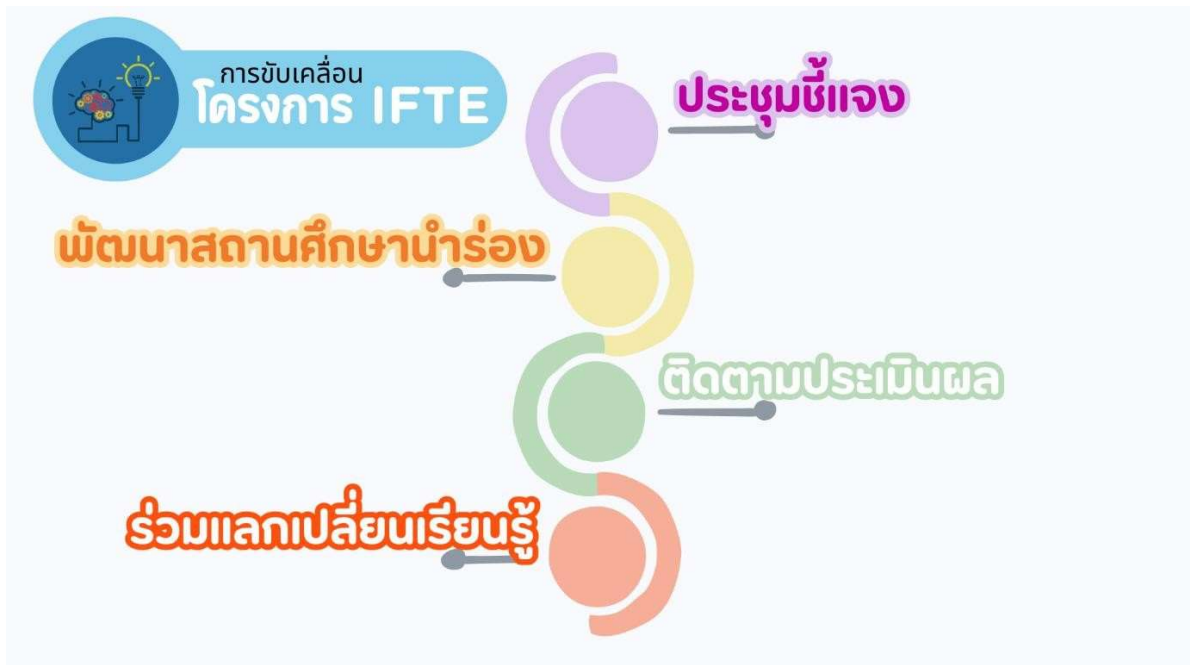 การขับเคลื่อน
โครงการ IFTE
ประชุมชี้แจง
พัฒนาสถานศึกษานำร่อง
ติดตามประเมินผล
ร่วมแลกเปลี่ยนเรียนรู้